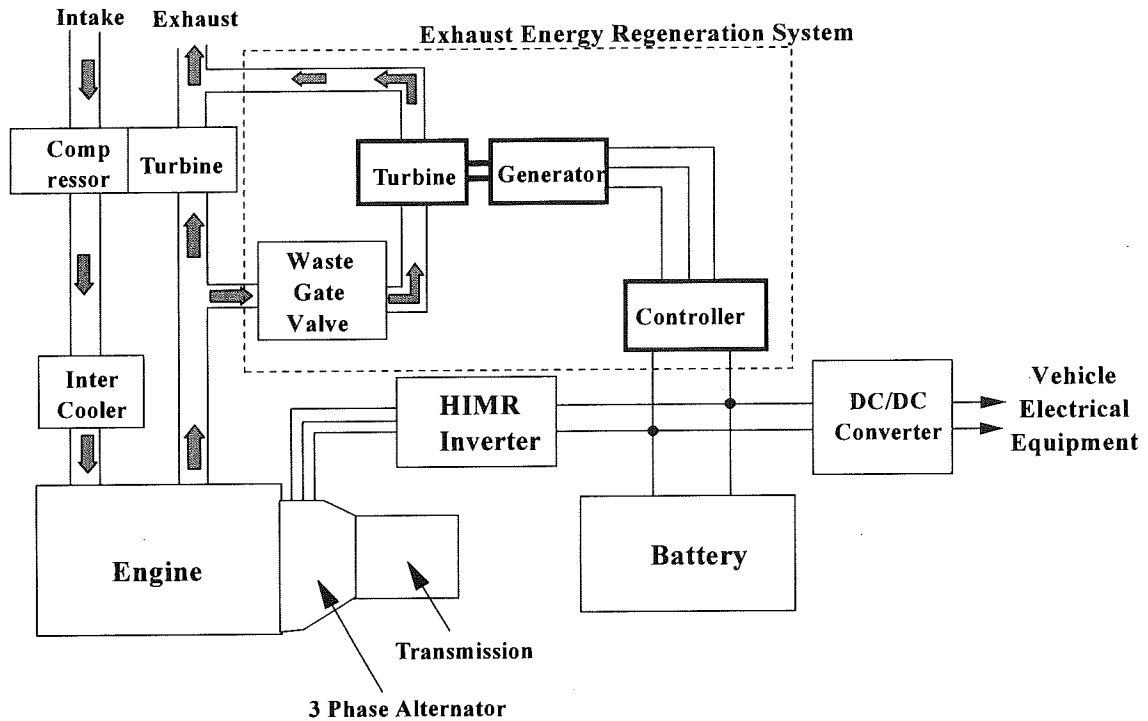 Intake
Exhaust
Exhaust Energy Regeneration System
Comp
ressor
Turbine
Turbine
Generator
Waste
Gate
Valve
Controller
Inter
Cooler
HIMR
Inverter
DC/DC
Converter
Vehicle
Electrical
Equipment
Engine
Battery
Transmission
3 Phase Alternator